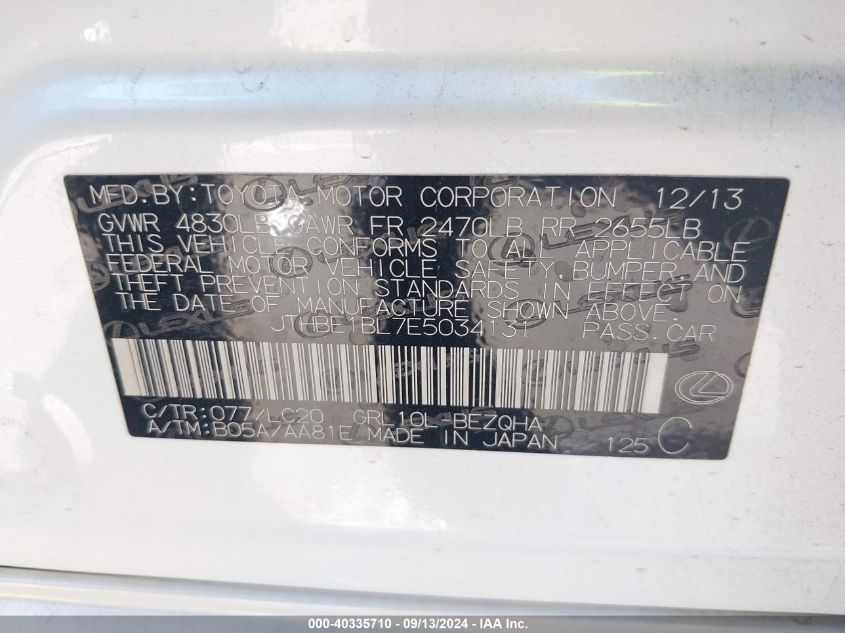 MFD.BY:TOYOTA MOTOR CORPORATION 12/13
GVWR 4830LB GAWR FR 2470LB RR 2655LB
THIS VEHICLE CONFORMS TO ALL APPLICABLE
FEDERAL MOTOR VEHICLE SAFETY, BUMPER AND
THEFT PREVENTION STANDARDS IN EFFECT ON
THE DATE OF MANUFACTURE SHOWN ABOVE.
JTHBE1BL7E5034131 PASS.CAR
C/TR:077/LC20 GRL10L-BEZQHA
A/TM:B05A/AA81E MADE IN JAPAN 125 C
000-40335710 - 09/13/2024 - IAA Inc.